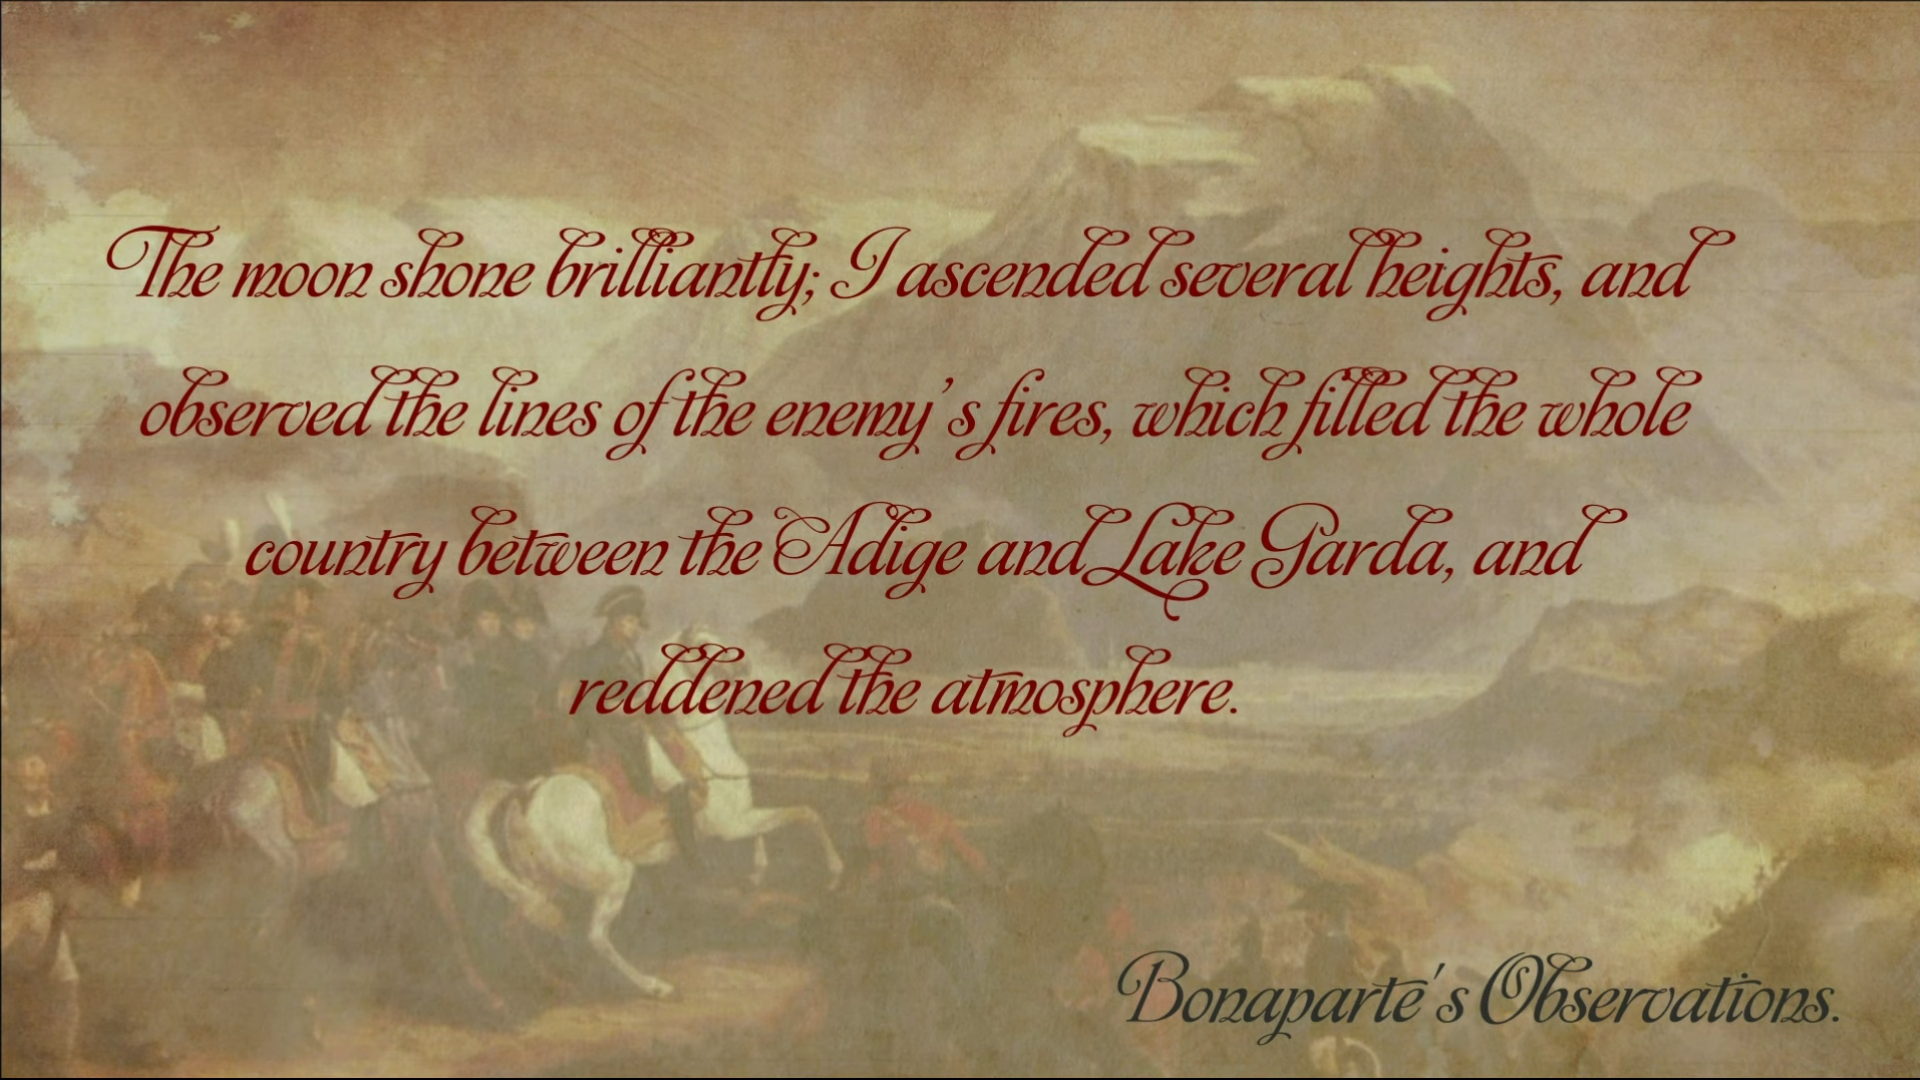 The moon shone brilliantly; I ascended several heights, and
observed the lines of the enemy's fires, which filled the whole
country between the Adige and Lake Garda, and
reddened the atmosphere.
Bonaparte's Observations.